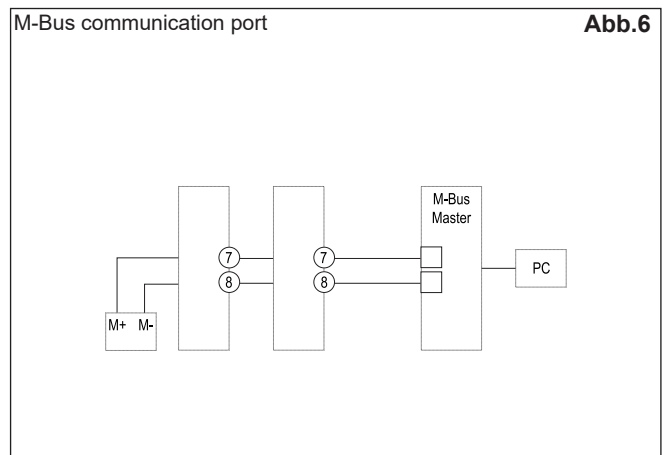 M-Bus communication port Abb.6
M-Bus
Master
7 7
PC
8 8
M+ M-